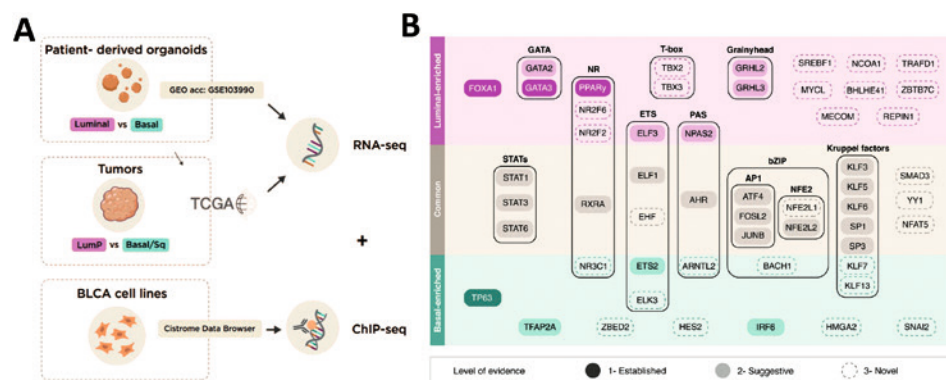 A
Patient- derived organoids
GEO acc: GSE103990
Luminal vs Basal
RNA-seq
Tumors
TCGA
LumP vs Basal/Sq
+
BLCA cell lines
Cistrome Data Browser
ChIP-seq
B
Luminal-enriched
Common
Basal-enriched
GATA
GATA2
GATA3
FOXA1
NR
PPARγ
NR2F6
NR2F2
RXRA
NR3C1
T-box
TBX2
TBX3
Grainyhead
GRHL2
GRHL3
SREBF1 NCOA1 TRAFD1
MYCL BHLHE41 ZBTB7C
MECOM REPIN1
ETS
ELF3
ELF1
EHF
ETS2
ELK3
PAS
NPAS2
AHR
ARNTL2
STATs
STAT1
STAT3
STAT6
bZIP
AP1
ATF4
FOSL2
JUNB
NFE2
NFE2L1
NFE2L2
BACH1
Kruppel factors
KLF3
KLF5
KLF6
SP1
SP3
KLF7
KLF13
SMAD3
YY1
NFAT5
TP63
TFAP2A ZBED2 HES2 IRF6 HMGA2 SNAI2
Level of evidence 1- Established 2- Suggestive 3- Novel